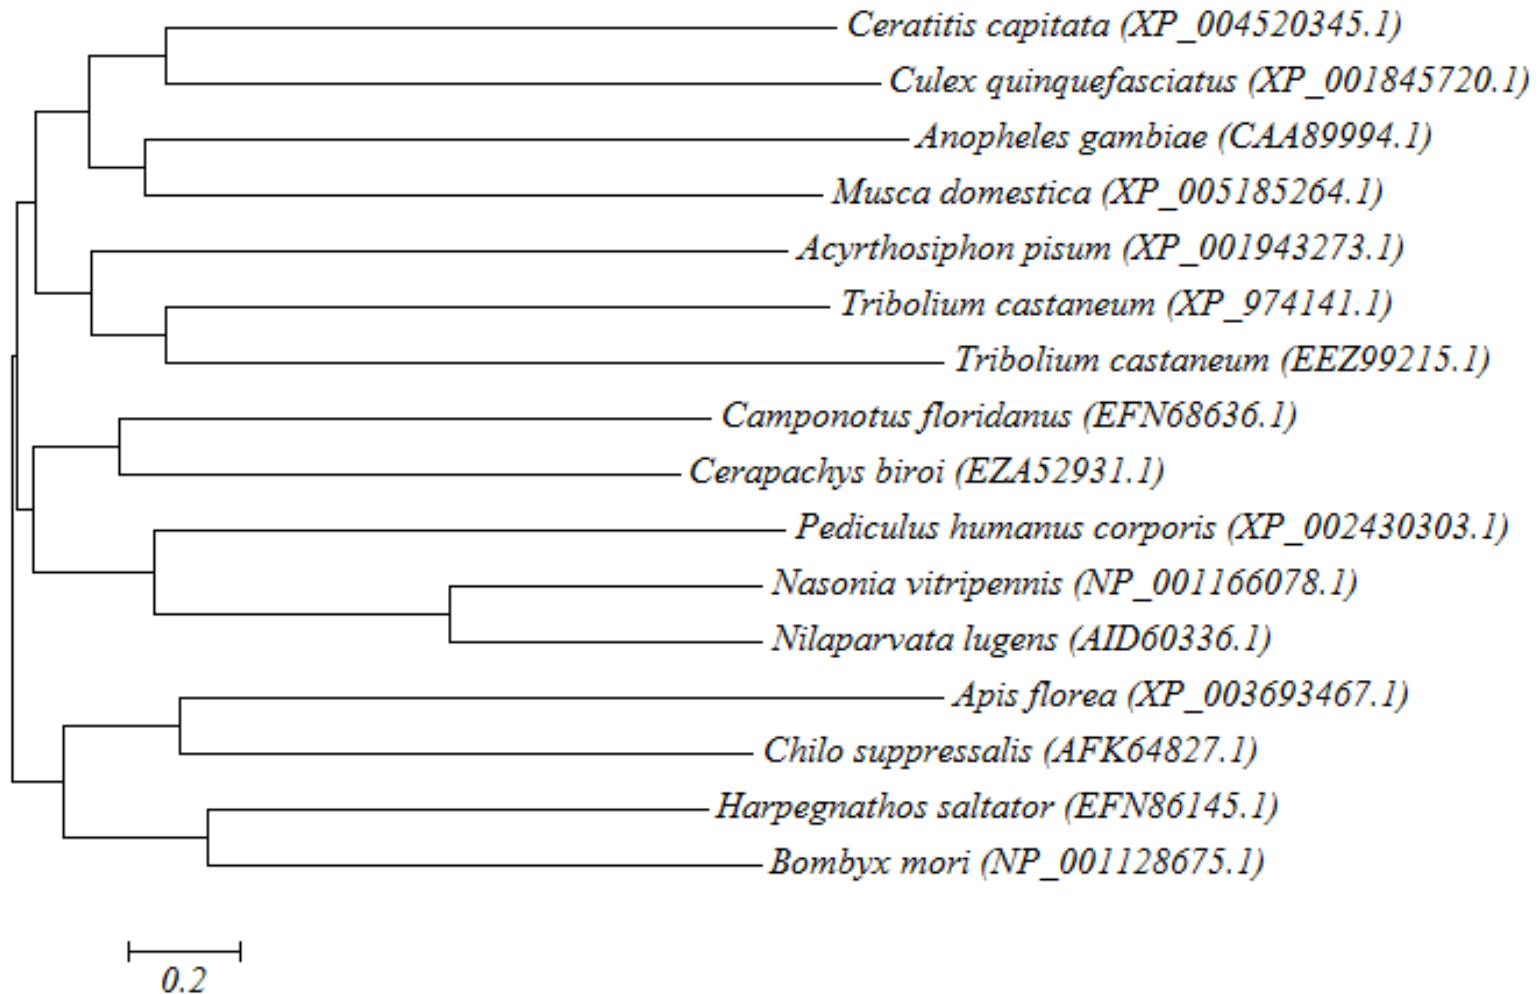 Ceratitis capitata (XP_004520345.1)
Culex quinquefasciatus (XP_001845720.1)
Anopheles gambiae (CAA89994.1)
Musca domestica (XP_005185264.1)
Acyrthosiphon pisum (XP_001943273.1)
Tribolium castaneum (XP_974141.1)
Tribolium castaneum (EEZ99215.1)
Camponotus floridanus (EFN68636.1)
Cerapachys biroi (EZA52931.1)
Pediculus humanus corporis (XP_002430303.1)
Nasonia vitripennis (NP_001166078.1)
Nilaparvata lugens (AID60336.1)
Apis florea (XP_003693467.1)
Chilo suppressalis (AFK64827.1)
Harpegnathos saltator (EFN86145.1)
Bombyx mori (NP_001128675.1)
0.2